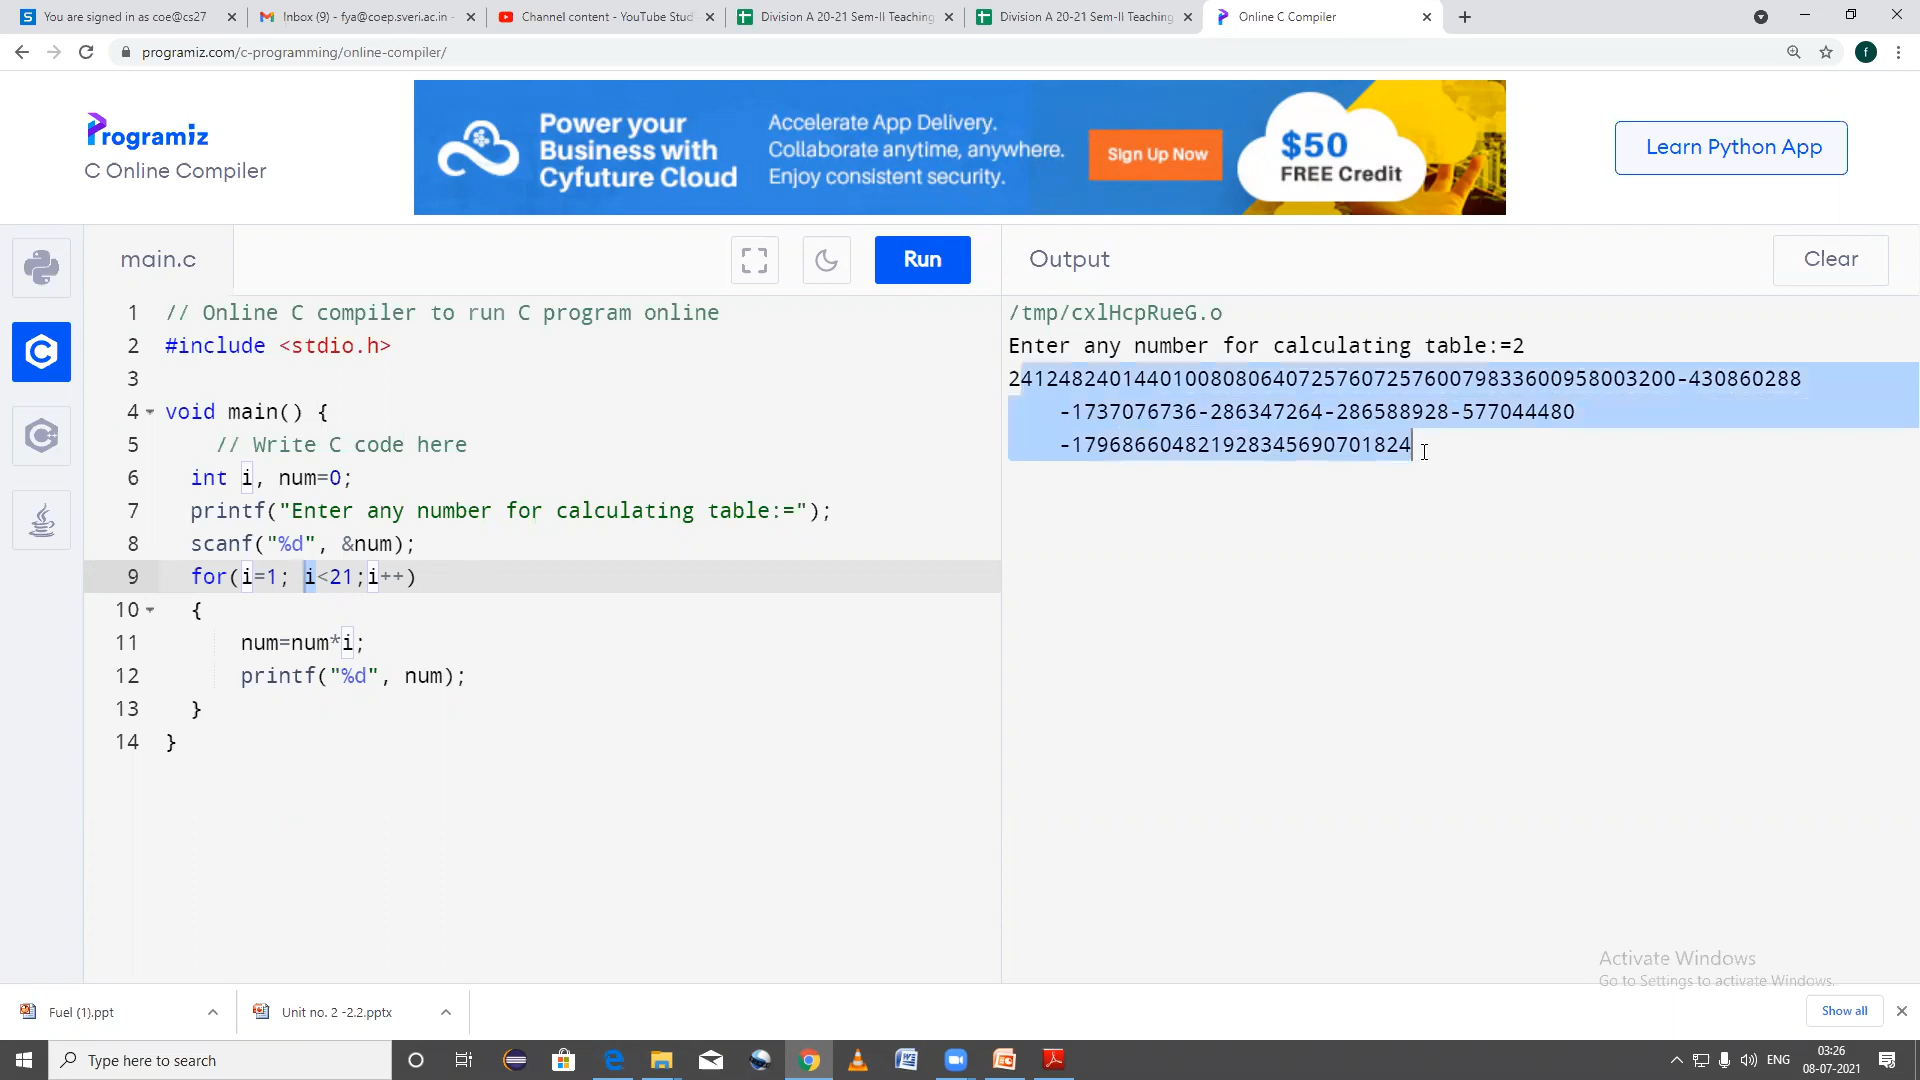 You are signed in as coe@cs27
Inbox (9) - fya@coep.sveri.ac.in -
Channel content - YouTube Stud
Division A 20-21 Sem-II Teaching
Division A 20-21 Sem-II Teaching
Online C Compiler
programiz.com/c-programming/online-compiler/
f
Programiz
C Online Compiler
Power your
Business with
Cyfuture Cloud
Accelerate App Delivery.
Collaborate anytime, anywhere.
Enjoy consistent security.
Sign Up Now
$50
FREE Credit
Learn Python App
main.c
Run
Output
Clear
1 // Online C compiler to run C program online
2 #include <stdio.h>
3
4 void main() {
5 // Write C code here
6 int i, num=0;
7 printf("Enter any number for calculating table:=");
8 scanf("%d", &num);
9 for(i=1; i<21;i++)
10 {
11 num=num*i;
12 printf("%d", num);
13 }
14 }
/tmp/cxlHcpRueG.o
Enter any number for calculating table:=2
241248240144010080806407257607257600798336009580032​00-430860288
-1737076736-286347264-286588928-577044480
-17968660482192834569​0701824
Activate Windows
Go to Settings to activate Windows.
Fuel (1).ppt
Unit no. 2 -2.2.pptx
Show all
Type here to search
ENG
03:26
08-07-2021